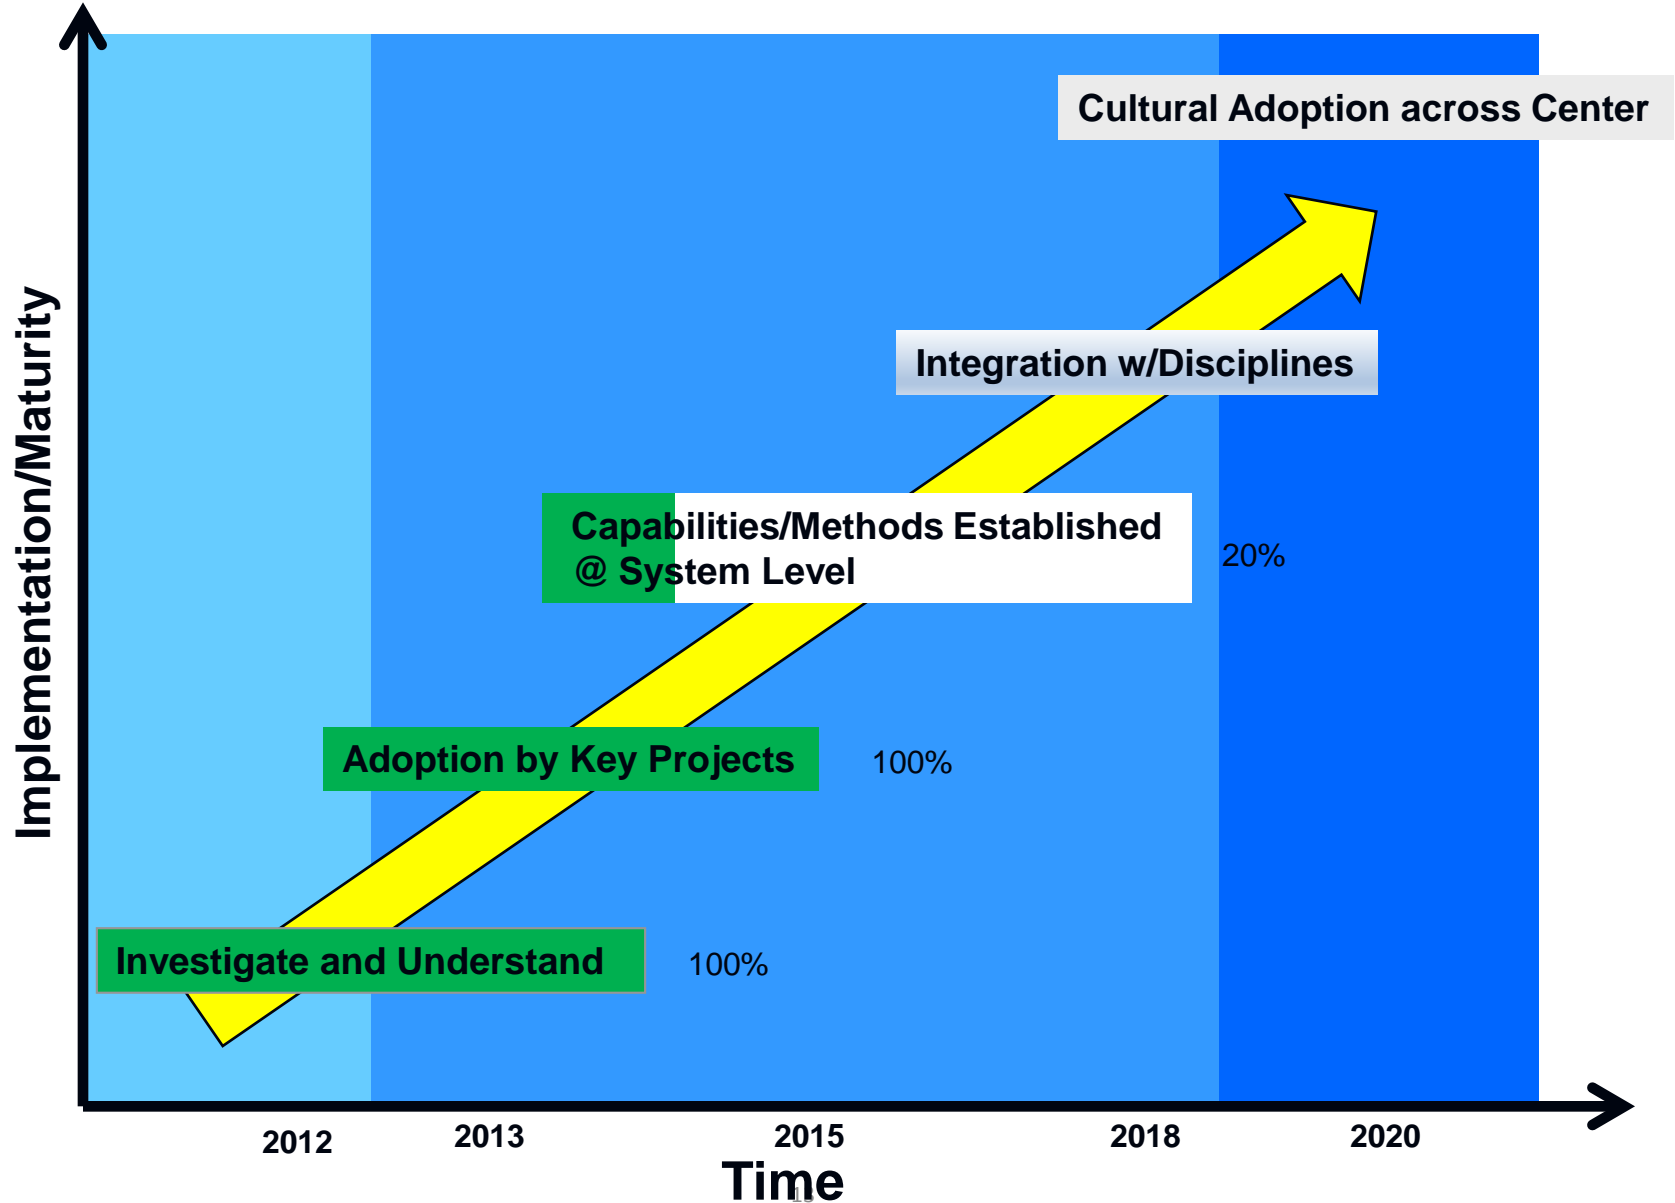 Cultural Adoption across Center
Integration w/Disciplines
Capabilities/Methods Established
@ System Level
20%
Adoption by Key Projects
100%
Investigate and Understand
100%
Implementation/Maturity
2012
2013
2015
2018
2020
Time